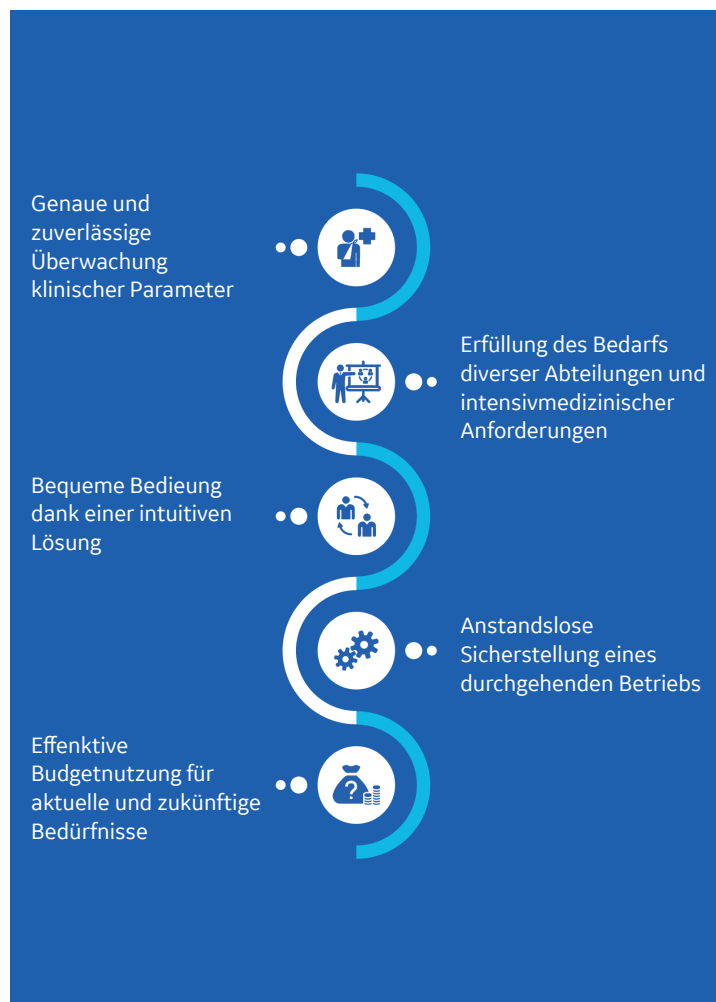 Genaue und
zuverlässige
Überwachung
klinischer Parameter
Erfüllung des Bedarfs
diverser Abteilungen und
intensivmedizinischer
Anforderungen
Bequeme Bedieung
dank einer intuitiven
Lösung
Anstandslose
Sicherstellung eines
durchgehenden Betriebs
Effenktive
Budgetnutzung für
aktuelle und zukünftige
Bedürfnisse
?